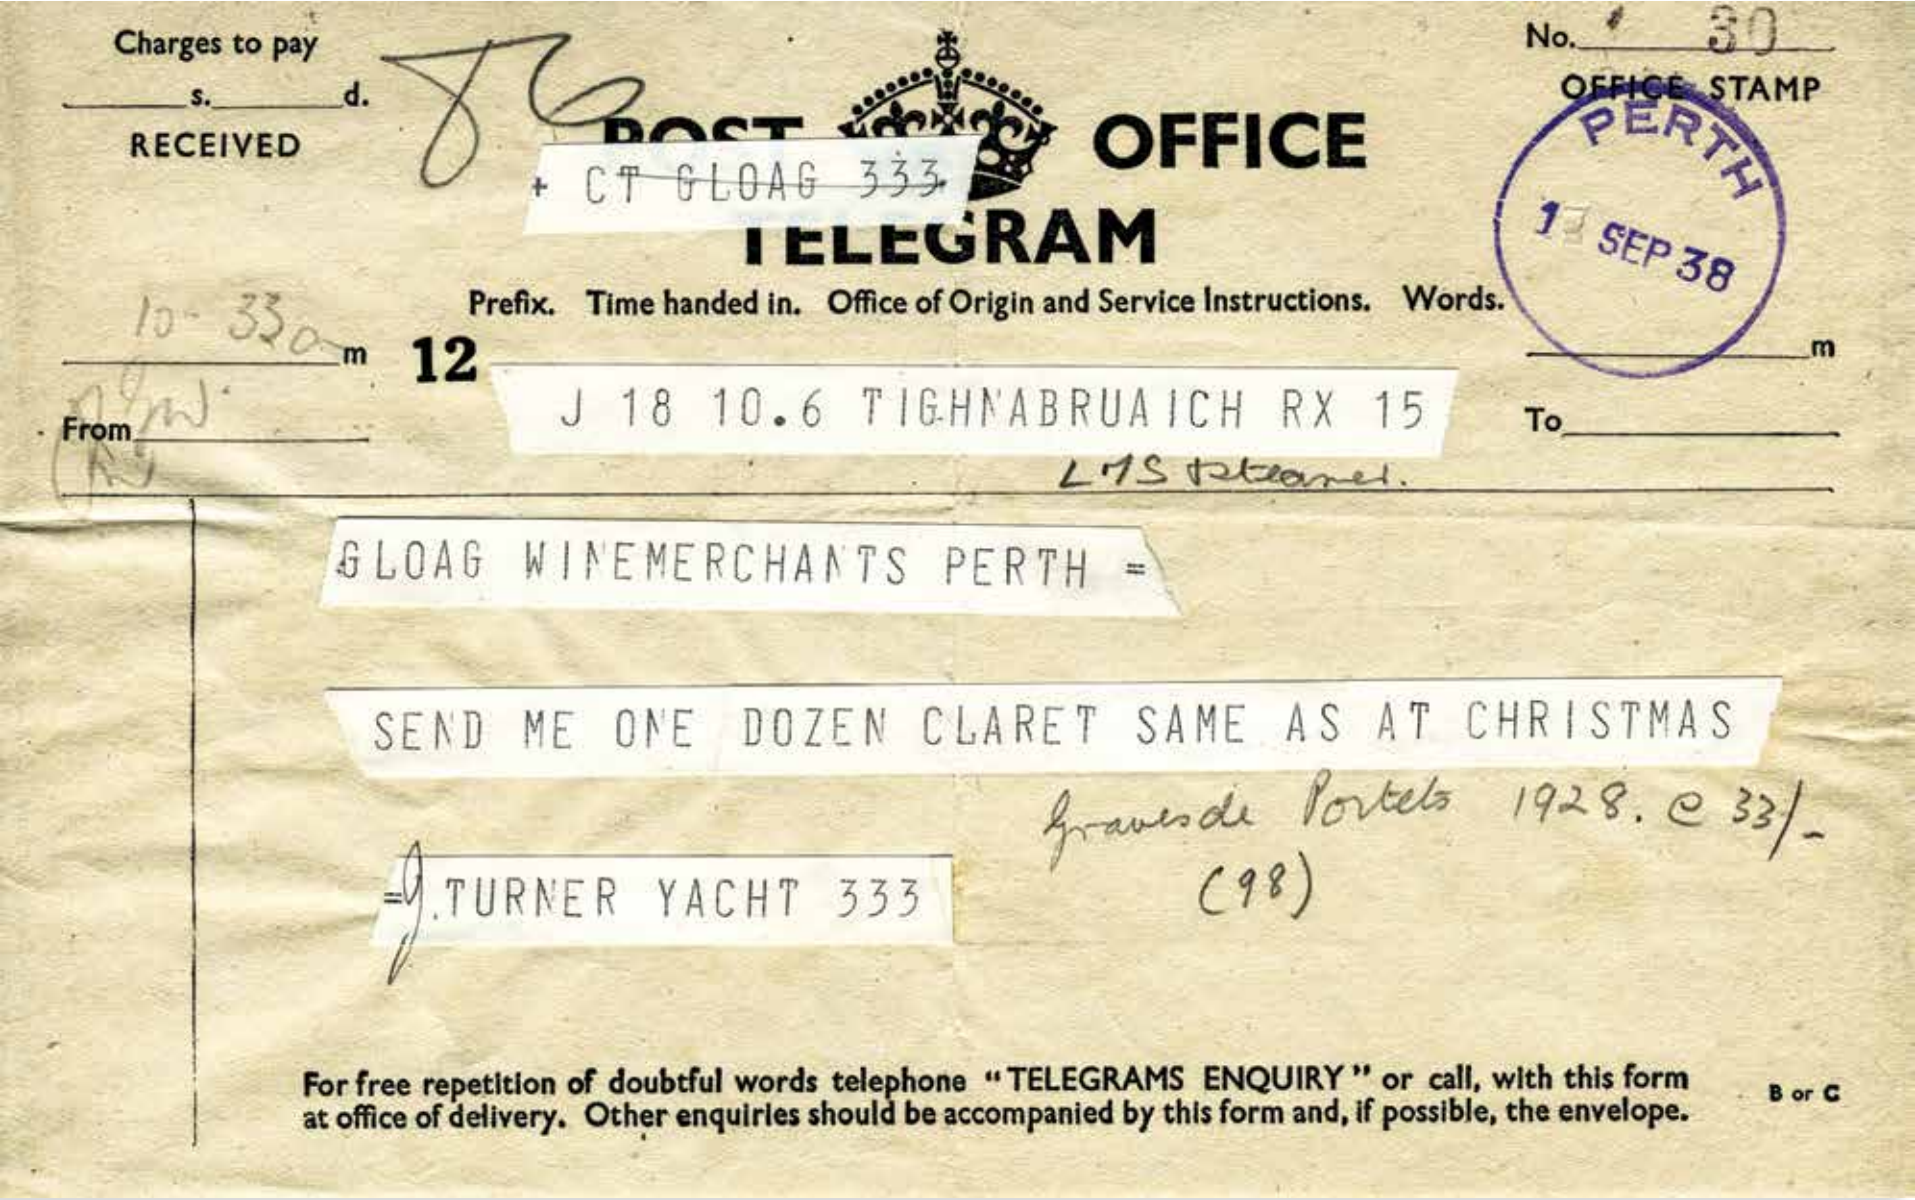 Charges to pay
s. d.
RECEIVED
POST OFFICE
+ CT GLOAG 333.
TELEGRAM
No. 30
OFFICE STAMP
PERTH
SEP 38
Prefix. Time handed in. Office of Origin and Service Instructions. Words.
10-33 a m
12
m
J 18 10.6 TIGHNABRUAICH RX 15
From
To
LMS Steamer.
GLOAG WINEMERCHANTS PERTH =
SEND ME ONE DOZEN CLARET SAME AS AT CHRISTMAS
Graves de Portets 1928. @ 33/-
(98)
=J.TURNER YACHT 333
For free repetition of doubtful words telephone "TELEGRAMS ENQUIRY" or call, with this form
at office of delivery. Other enquiries should be accompanied by this form and, if possible, the envelope.
B or C